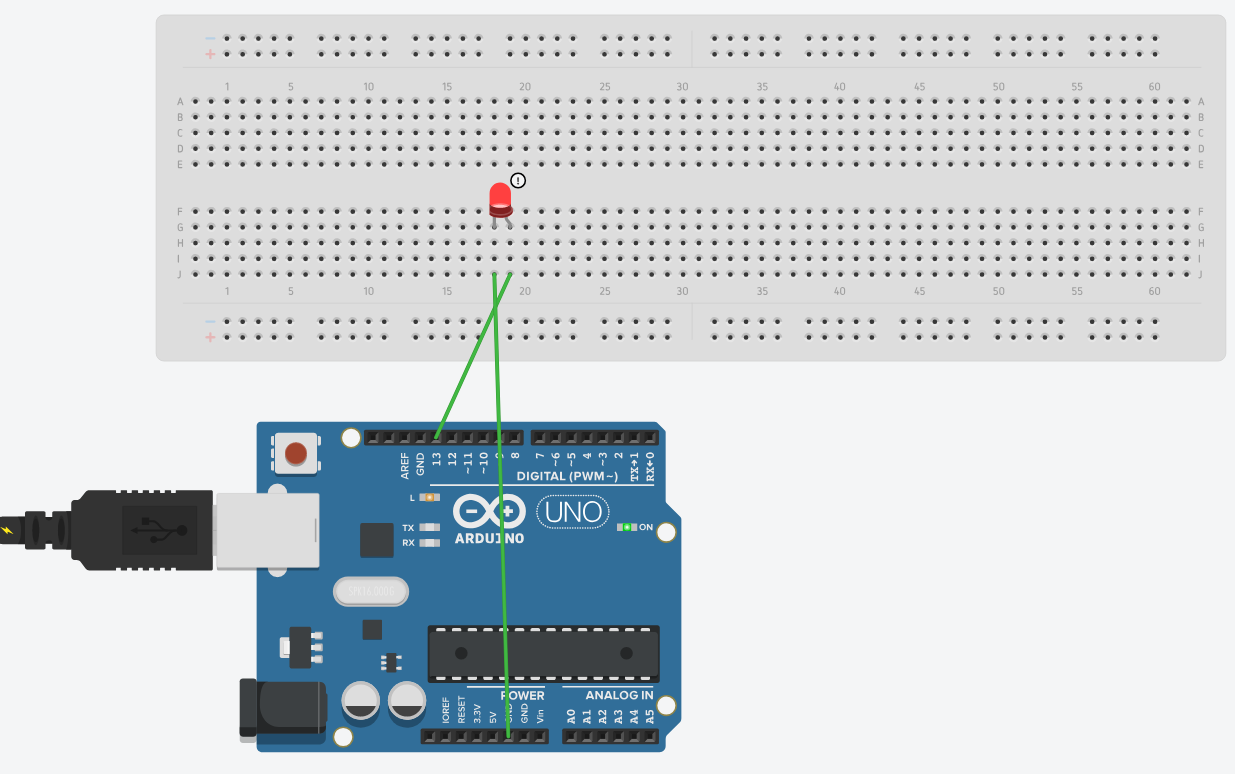 − 
+
1 5 10 15 20 25 30 35 40 45 50 55 60
A A
B B
C C
D D
E E
!
F F
G G
H H
I I
J J
1 5 10 15 20 25 30 35 40 45 50 55 60
−
+
AREF GND 13 12 ~11 ~10 9 8 7 ~6 ~5 4 ~3 2 TX→1 RX←0
DIGITAL (PWM~)
L
UNO
TX
ON
RX
ARDUINO
IOREF RESET 3.3V 5V GND GND Vin
POWER
ANALOG IN
A0 A1 A2 A3 A4 A5